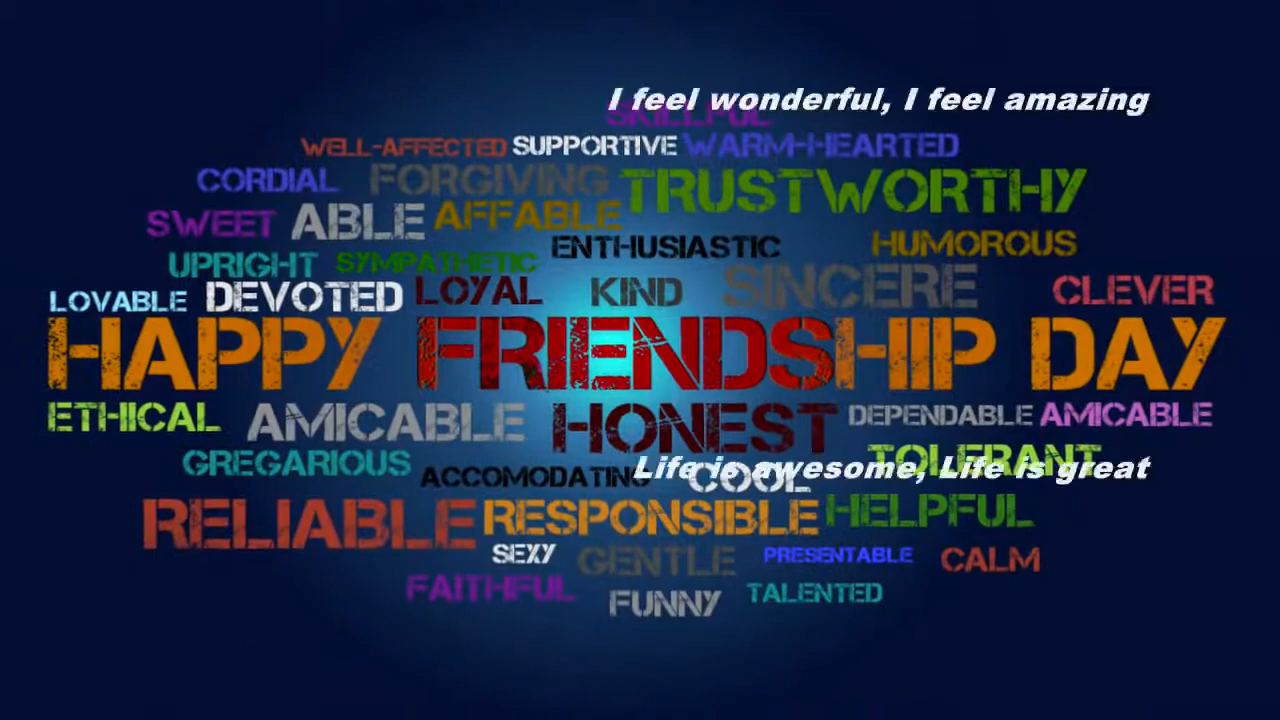 I feel wonderful, I feel amazing
SKILLFUL
WELL-AFFECTED SUPPORTIVE WARM-HEARTED
CORDIAL FORGIVING TRUSTWORTHY
SWEET ABLE AFFABLE
ENTHUSIASTIC HUMOROUS
UPRIGHT SYMPATHETIC
LOVABLE DEVOTED LOYAL KIND SINCERE CLEVER
HAPPY FRIENDSHIP DAY
ETHICAL AMICABLE HONEST DEPENDABLE AMICABLE
GREGARIOUS TOLERANT
Life is awesome, Life is great
ACCOMODATING COOL
RELIABLE RESPONSIBLE HELPFUL
SEXY GENTLE PRESENTABLE CALM
FAITHFUL FUNNY TALENTED